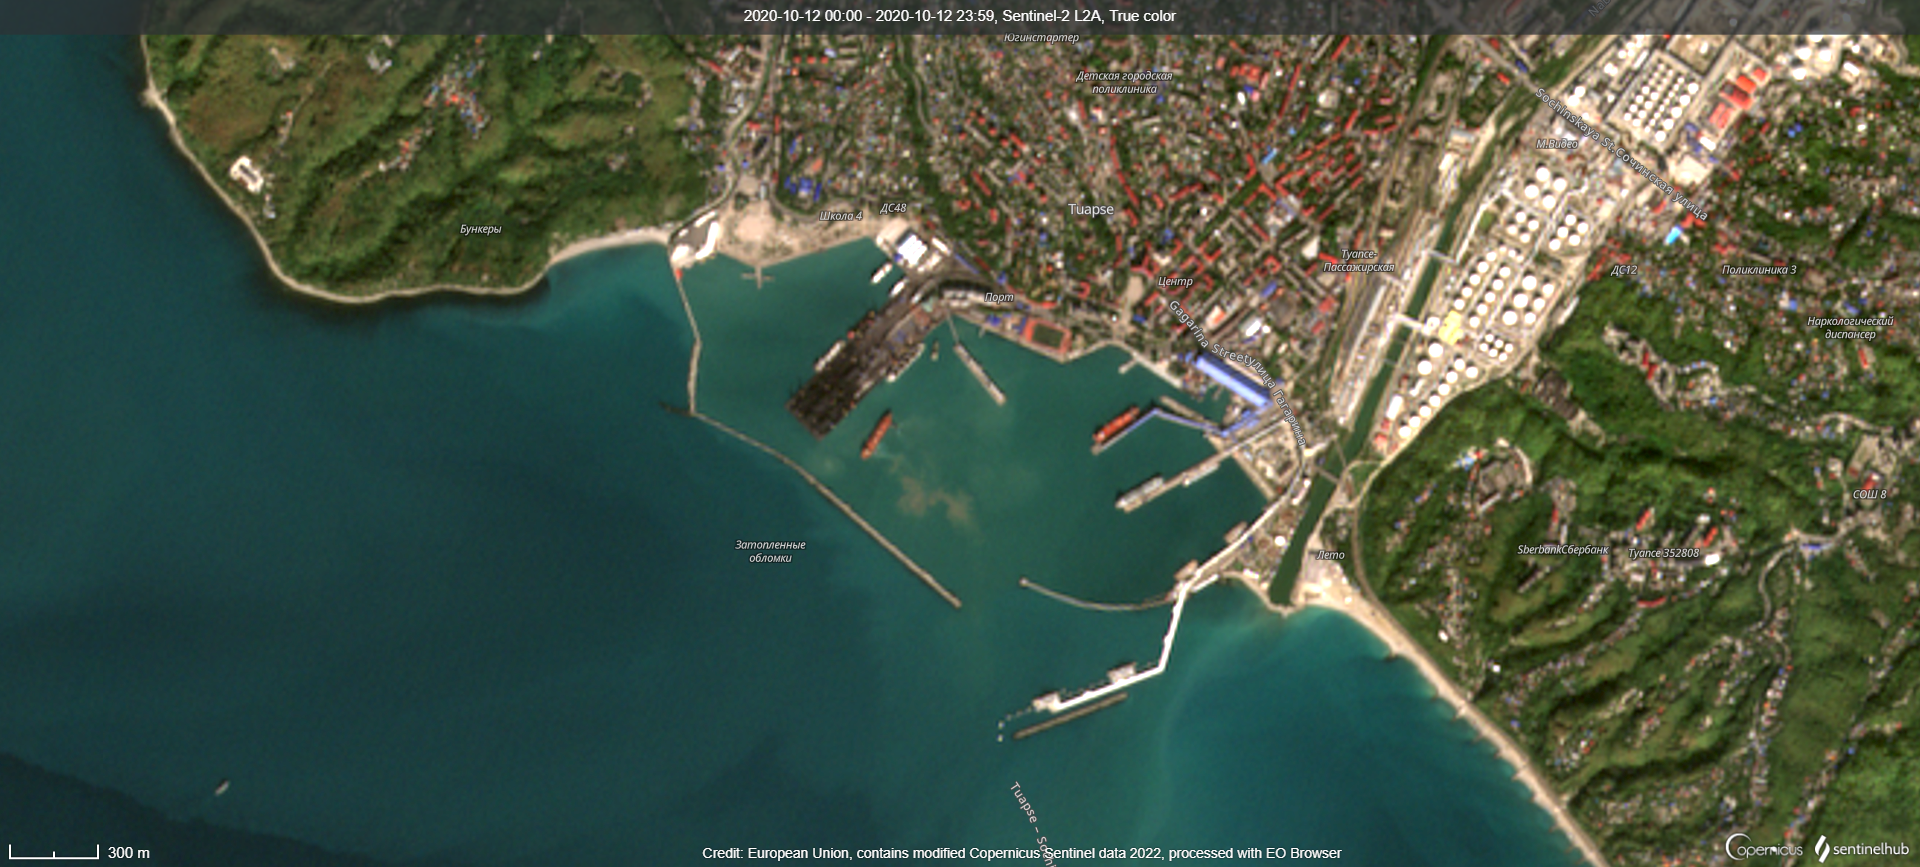 2020-10-12 00:00 - 2020-10-12 23:59, Sentinel-2 L2A, True color
Югинстартер
Детская городская
поликлиника
Sochinskaya St.Сочинская улица
М.Видео
Школа 4
ДС48
Tuapse
Бункеры
Туапсе-
Пассажирская
ДС12
Поликлиника 3
Центр
Порт
Gagarina Streetулица Гагарина
Наркологический
диспансер
СОШ 8
Затопленные
обломки
Лето
SberbankСбербанк
Туапсе 352808
Tuapse – Sochi
300 m
Credit: European Union, contains modified Copernicus Sentinel data 2022, processed with EO Browser
Copernicus
sentinelhub